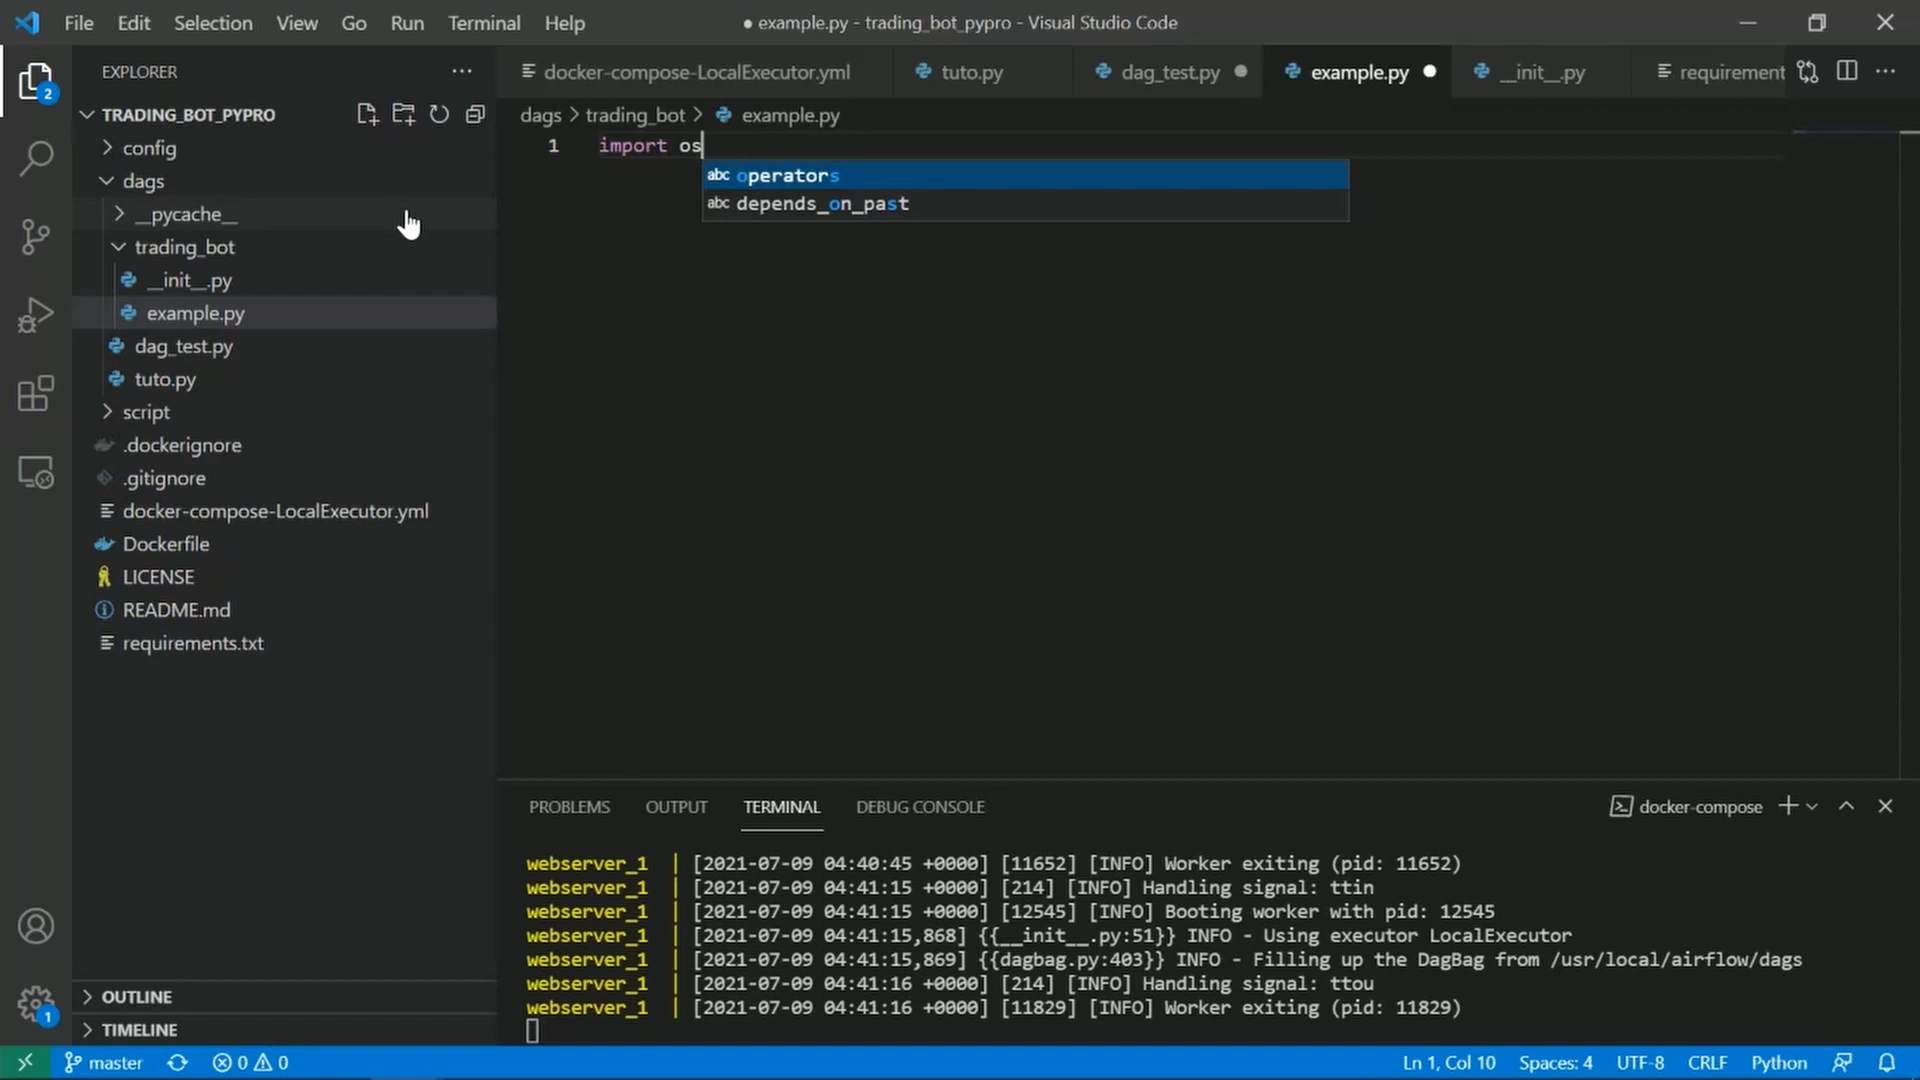 File Edit Selection View Go Run Terminal Help
● example.py - trading_bot_pypro - Visual Studio Code
EXPLORER
docker-compose-LocalExecutor.yml tuto.py dag_test.py example.py __init__.py requirement
TRADING_BOT_PYPRO
dags > trading_bot > example.py
config
dags
__pycache__
trading_bot
__init__.py
example.py
dag_test.py
tuto.py
script
.dockerignore
.gitignore
docker-compose-LocalExecutor.yml
Dockerfile
LICENSE
README.md
requirements.txt
OUTLINE
TIMELINE
2
1
1 import os
abc operators
abc depends_on_past
PROBLEMS OUTPUT TERMINAL DEBUG CONSOLE
docker-compose
webserver_1 | [2021-07-09 04:40:45 +0000] [11652] [INFO] Worker exiting (pid: 11652)
webserver_1 | [2021-07-09 04:41:15 +0000] [214] [INFO] Handling signal: ttin
webserver_1 | [2021-07-09 04:41:15 +0000] [12545] [INFO] Booting worker with pid: 12545
webserver_1 | [2021-07-09 04:41:15,868] {{__init__.py:51}} INFO - Using executor LocalExecutor
webserver_1 | [2021-07-09 04:41:15,869] {{dagbag.py:403}} INFO - Filling up the DagBag from /usr/local/airflow/dags
webserver_1 | [2021-07-09 04:41:16 +0000] [214] [INFO] Handling signal: ttou
webserver_1 | [2021-07-09 04:41:16 +0000] [11829] [INFO] Worker exiting (pid: 11829)
master 0 0
Ln 1, Col 10 Spaces: 4 UTF-8 CRLF Python